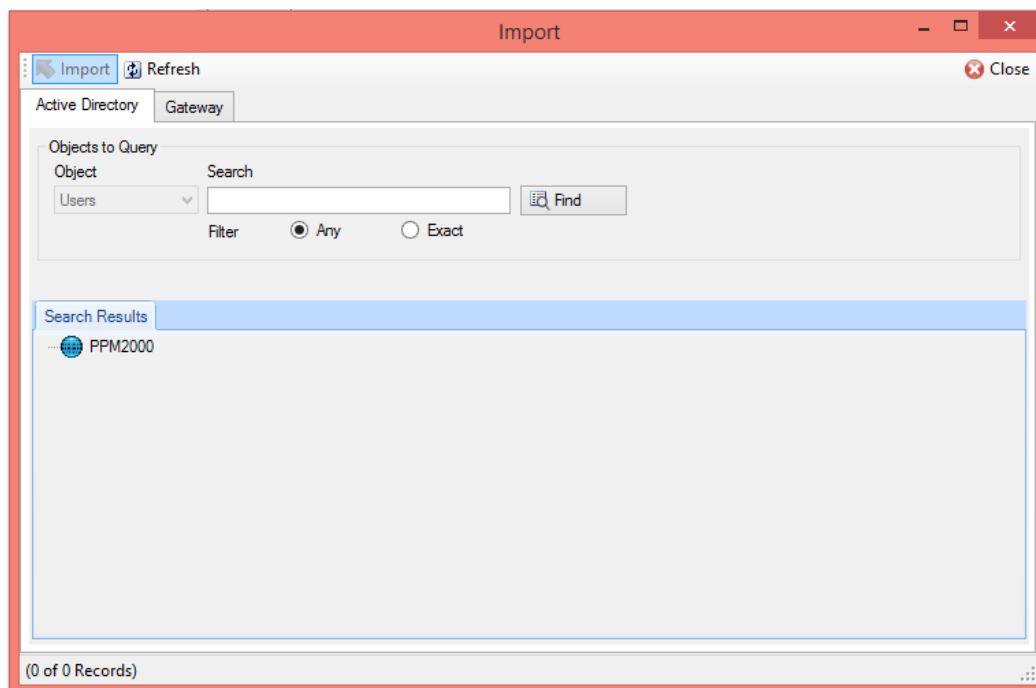 Import
Import Refresh Close
Active Directory Gateway
Objects to Query
Object Search
Users Find
Filter Any Exact
Search Results
PPM2000
(0 of 0 Records)